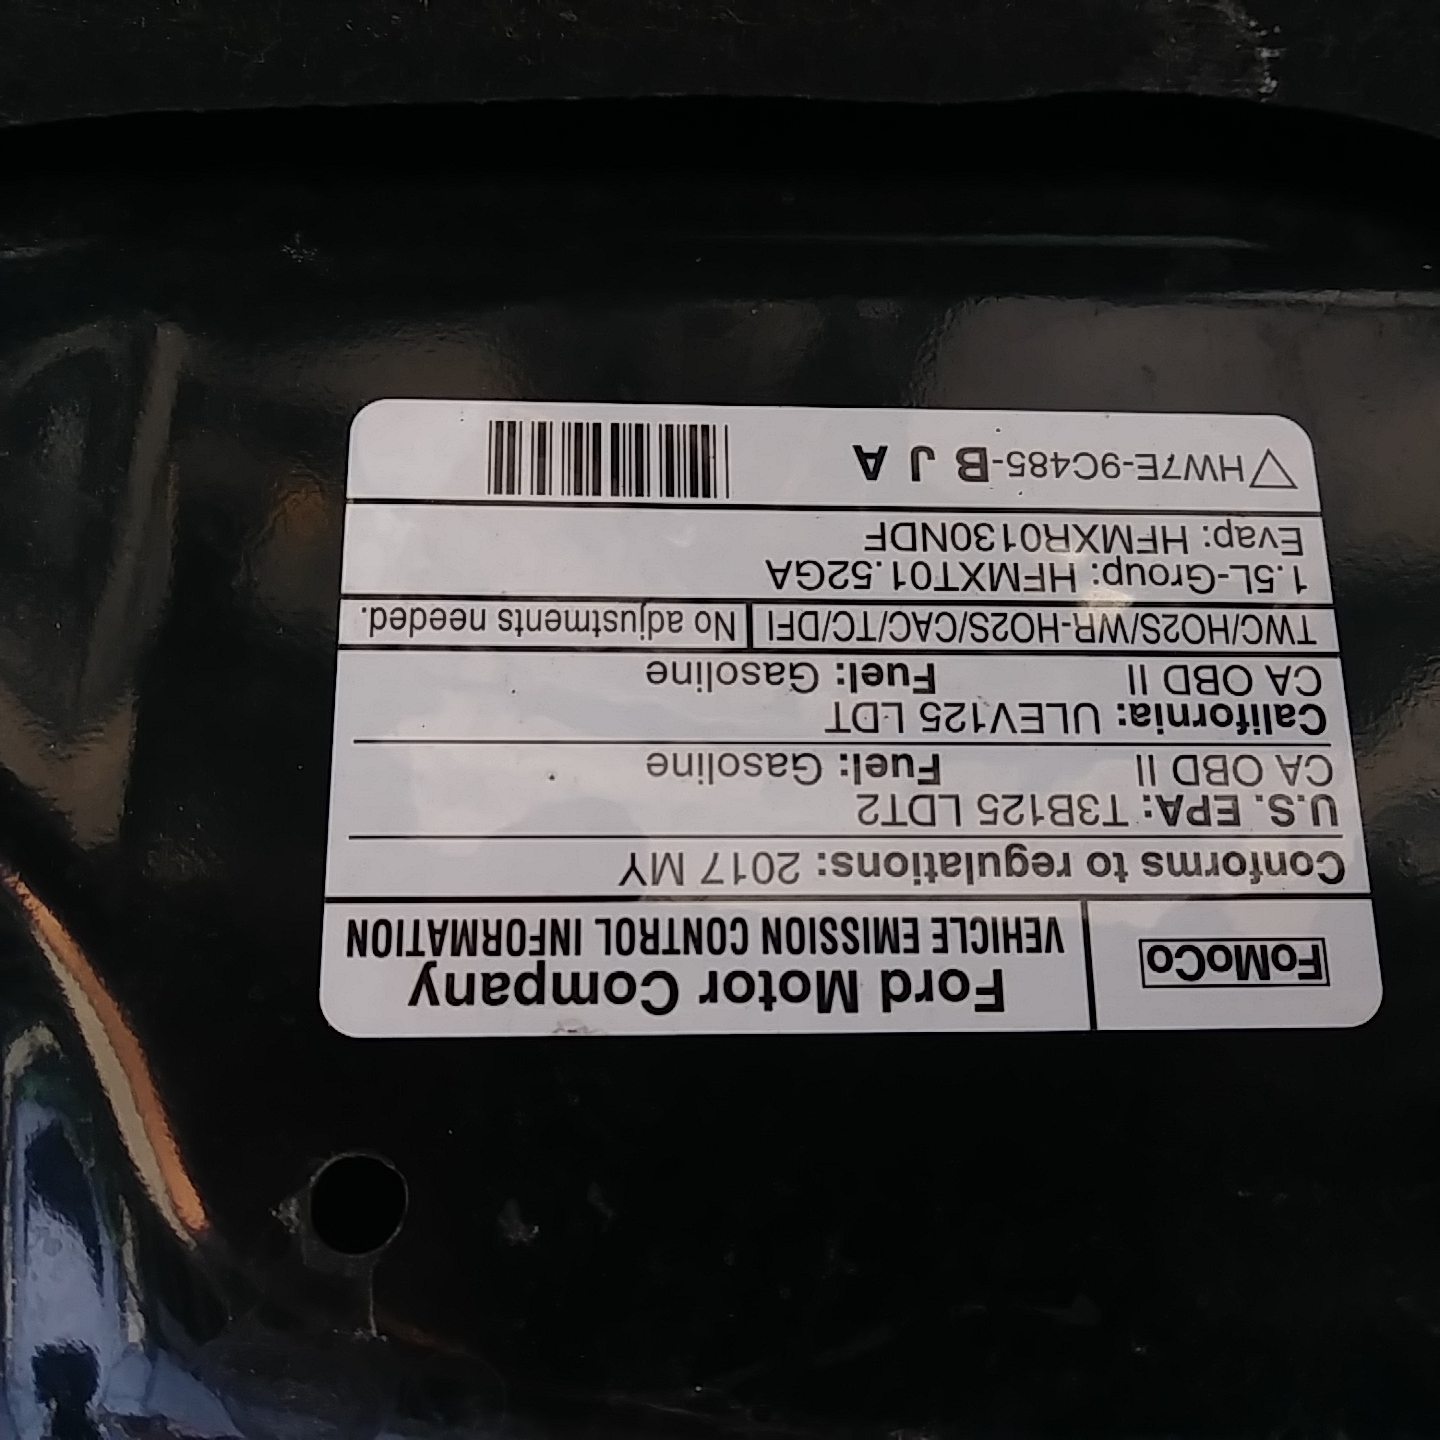 FoMoCo
Ford Motor Company
VEHICLE EMISSION CONTROL INFORMATION
Conforms to regulations: 2017 MY
U.S. EPA: T3B125 LDT2
CA OBD II Fuel: Gasoline
California: ULEV125 LDT
CA OBD II Fuel: Gasoline
TWC/HO2S/WR-HO2S/CAC/TC/DFI No adjustments needed.
1.5L-Group: HFMXT01.52GA
Evap: HFMXR0130NDF
HW7E-9C485-B J A